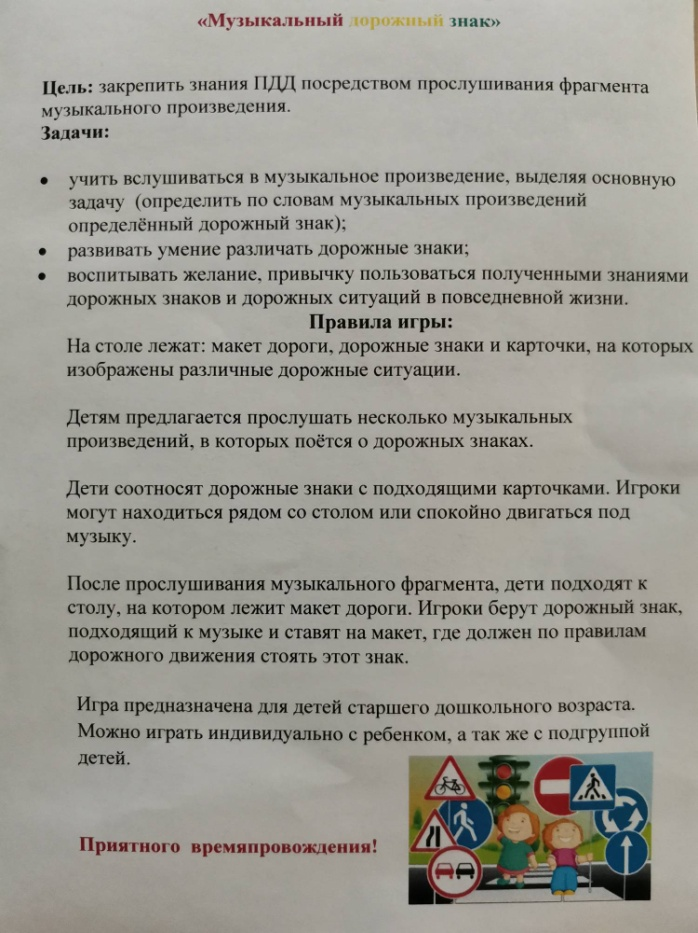 «Музыкальный дорожный знак»
Цель: закрепить знания ПДД посредством прослушивания фрагмента
музыкального произведения.
Задачи:
• учить вслушиваться в музыкальное произведение, выделяя основную
задачу (определить по словам музыкальных произведений
определённый дорожный знак);
• развивать умение различать дорожные знаки;
• воспитывать желание, привычку пользоваться полученными знаниями
дорожных знаков и дорожных ситуаций в повседневной жизни.
Правила игры:
На столе лежат: макет дороги, дорожные знаки и карточки, на которых
изображены различные дорожные ситуации.
Детям предлагается прослушать несколько музыкальных
произведений, в которых поётся о дорожных знаках.
Дети соотносят дорожные знаки с подходящими карточками. Игроки
могут находиться рядом со столом или спокойно двигаться под
музыку.
После прослушивания музыкального фрагмента, дети подходят к
столу, на котором лежит макет дороги. Игроки берут дорожный знак,
подходящий к музыке и ставят на макет, где должен по правилам
дорожного движения стоять этот знак.
Игра предназначена для детей старшего дошкольного возраста.
Можно играть индивидуально с ребенком, а так же с подгруппой
детей.
Приятного времяпровождения!